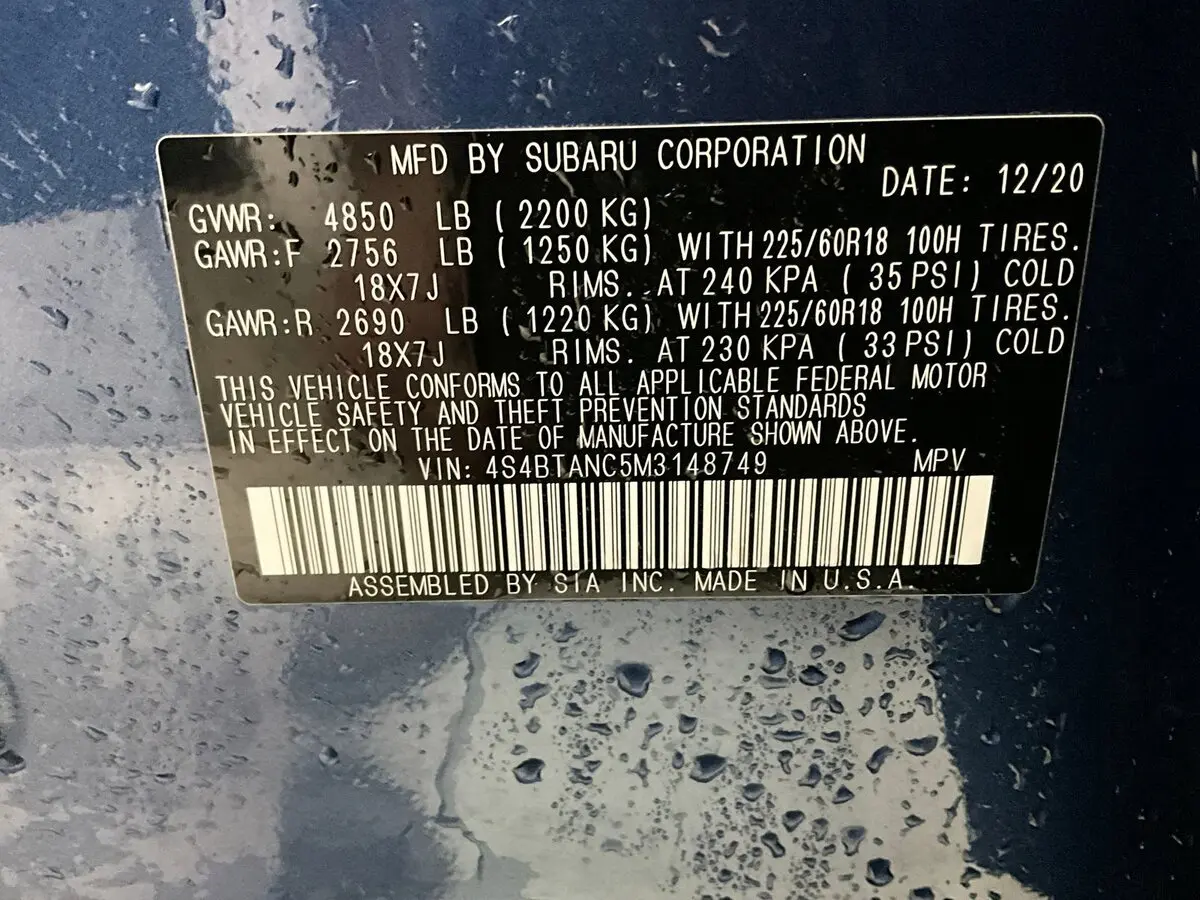 MFD BY SUBARU CORPORATION
DATE: 12/20
GVWR: 4850 LB ( 2200 KG)
GAWR:F 2756 LB ( 1250 KG) WITH 225/60R18 100H TIRES.
18X7J RIMS. AT 240 KPA ( 35 PSI) COLD
GAWR:R 2690 LB ( 1220 KG) WITH 225/60R18 100H TIRES.
18X7J RIMS. AT 230 KPA ( 33 PSI) COLD
THIS VEHICLE CONFORMS TO ALL APPLICABLE FEDERAL MOTOR
VEHICLE SAFETY AND THEFT PREVENTION STANDARDS
IN EFFECT ON THE DATE OF MANUFACTURE SHOWN ABOVE.
VIN: 4S4BTANC5M3148749 MPV
ASSEMBLED BY SIA INC. MADE IN U.S.A.